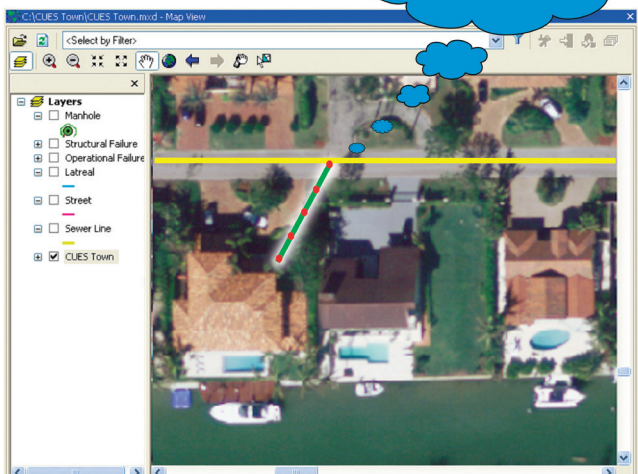 C:\CUES Town\CUES Town.mxd - Map View
<Select by Filter>
Layers
Manhole
Structural Failure
Operational Failure
Latreal
Street
Sewer Line
CUES Town